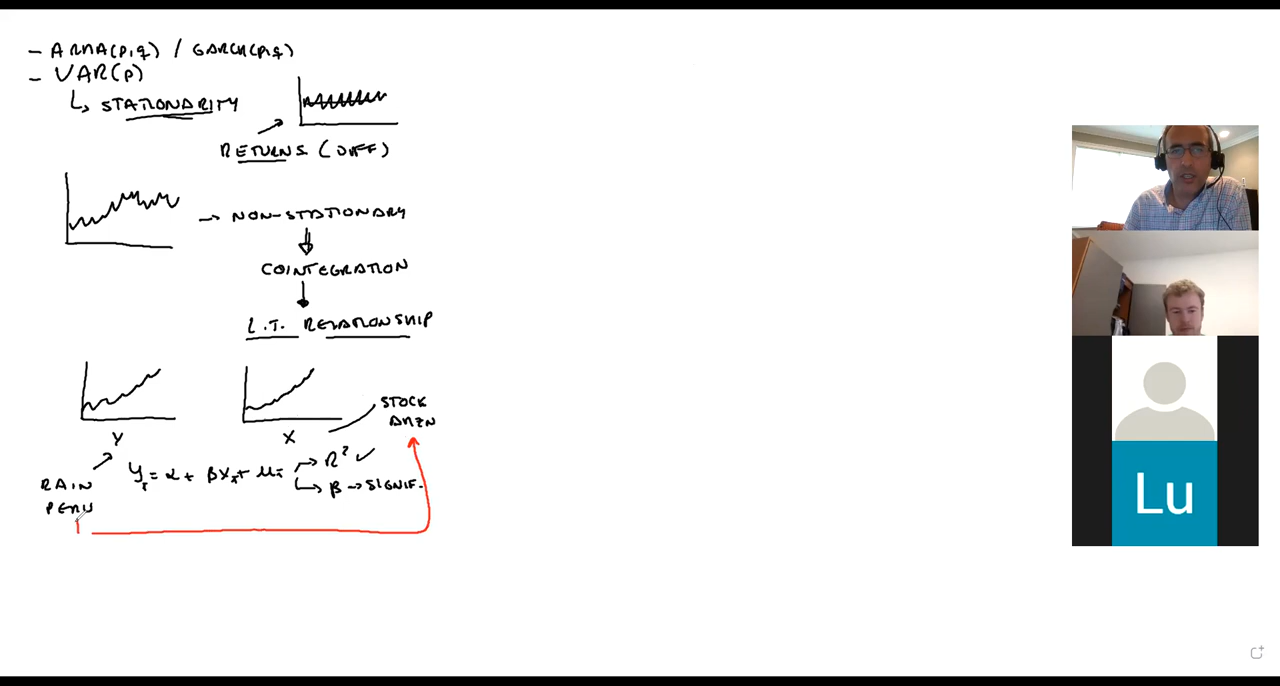 - ARMA(p,q) / GARCH(p,q)
- VAR(p)
↳ STATIONARITY
RETURNS (DIFF)
→ NON-STATIONARY
COINTEGRATION
L.T. RELATIONSHIP
STOCK
AMZN
Y
X
Yt = α + βXt + μt
→ R² ✓
→ β → SIGNIF.
RAIN
PERU
Lu